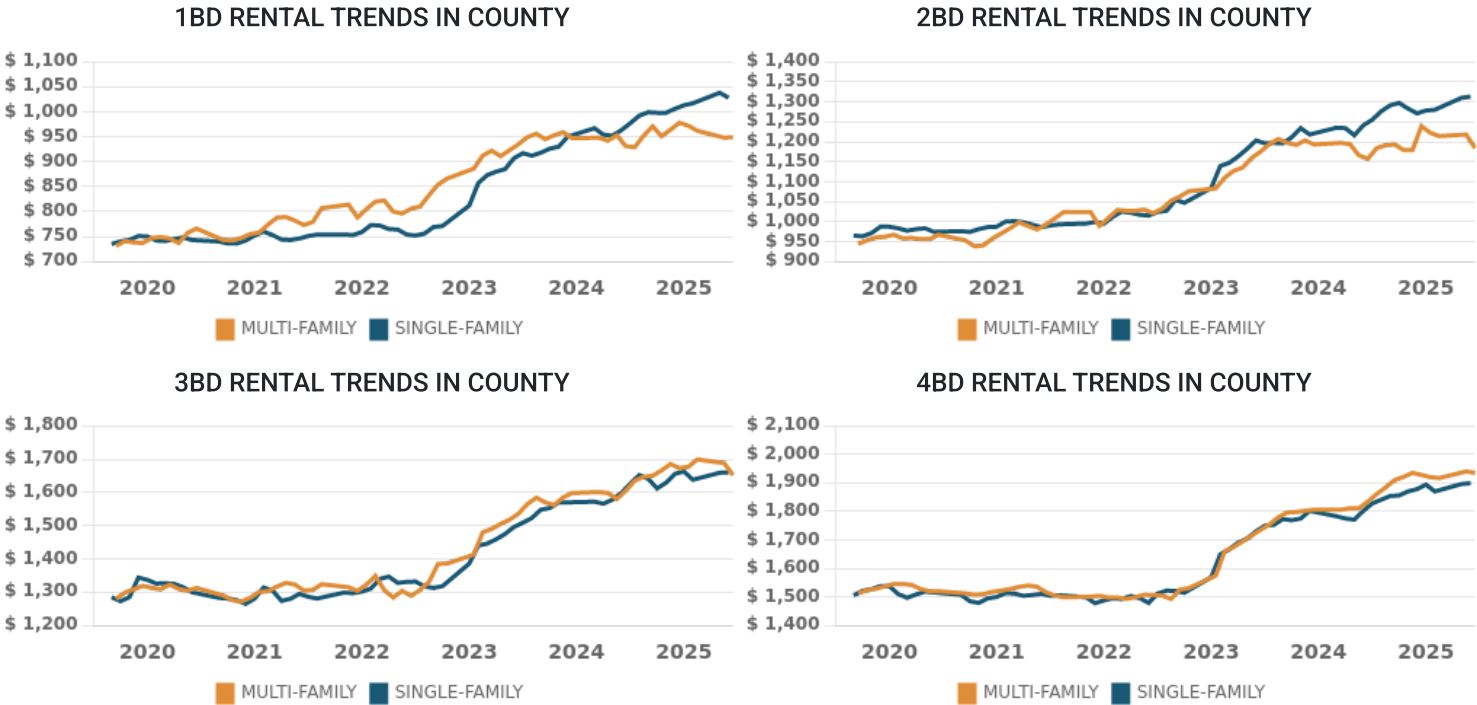 1BD RENTAL TRENDS IN COUNTY
$ 1,100
$ 1,050
$ 1,000
$ 950
$ 900
$ 850
$ 800
$ 750
$ 700
2020 2021 2022 2023 2024 2025
MULTI-FAMILY SINGLE-FAMILY
2BD RENTAL TRENDS IN COUNTY
$ 1,400
$ 1,350
$ 1,300
$ 1,250
$ 1,200
$ 1,150
$ 1,100
$ 1,050
$ 1,000
$ 950
$ 900
2020 2021 2022 2023 2024 2025
MULTI-FAMILY SINGLE-FAMILY
3BD RENTAL TRENDS IN COUNTY
$ 1,800
$ 1,700
$ 1,600
$ 1,500
$ 1,400
$ 1,300
$ 1,200
2020 2021 2022 2023 2024 2025
MULTI-FAMILY SINGLE-FAMILY
4BD RENTAL TRENDS IN COUNTY
$ 2,100
$ 2,000
$ 1,900
$ 1,800
$ 1,700
$ 1,600
$ 1,500
$ 1,400
2020 2021 2022 2023 2024 2025
MULTI-FAMILY SINGLE-FAMILY